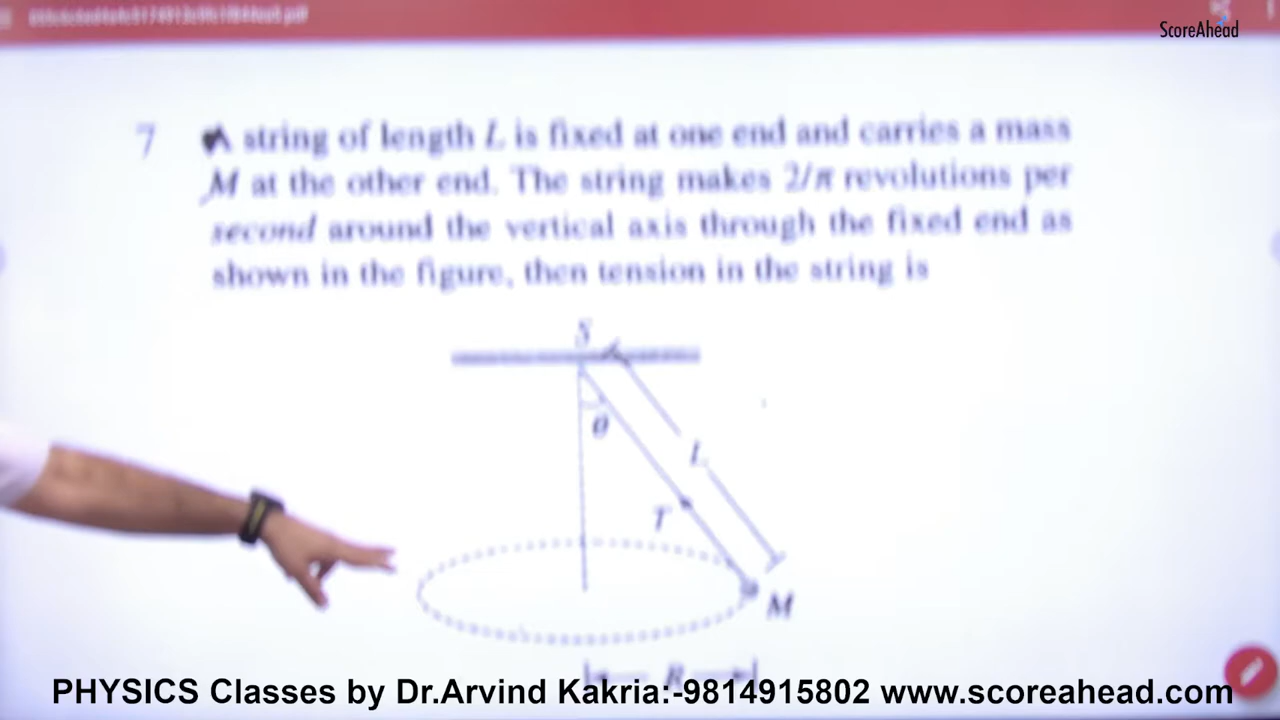 ScoreAhead
7 A string of length L is fixed at one end and carries a mass
M at the other end. The string makes 2/π revolutions per
second around the vertical axis through the fixed end as
shown in the figure, then tension in the string is
S
θ
L
T
M
R
PHYSICS Classes by Dr.Arvind Kakria:-9814915802 www.scoreahead.com